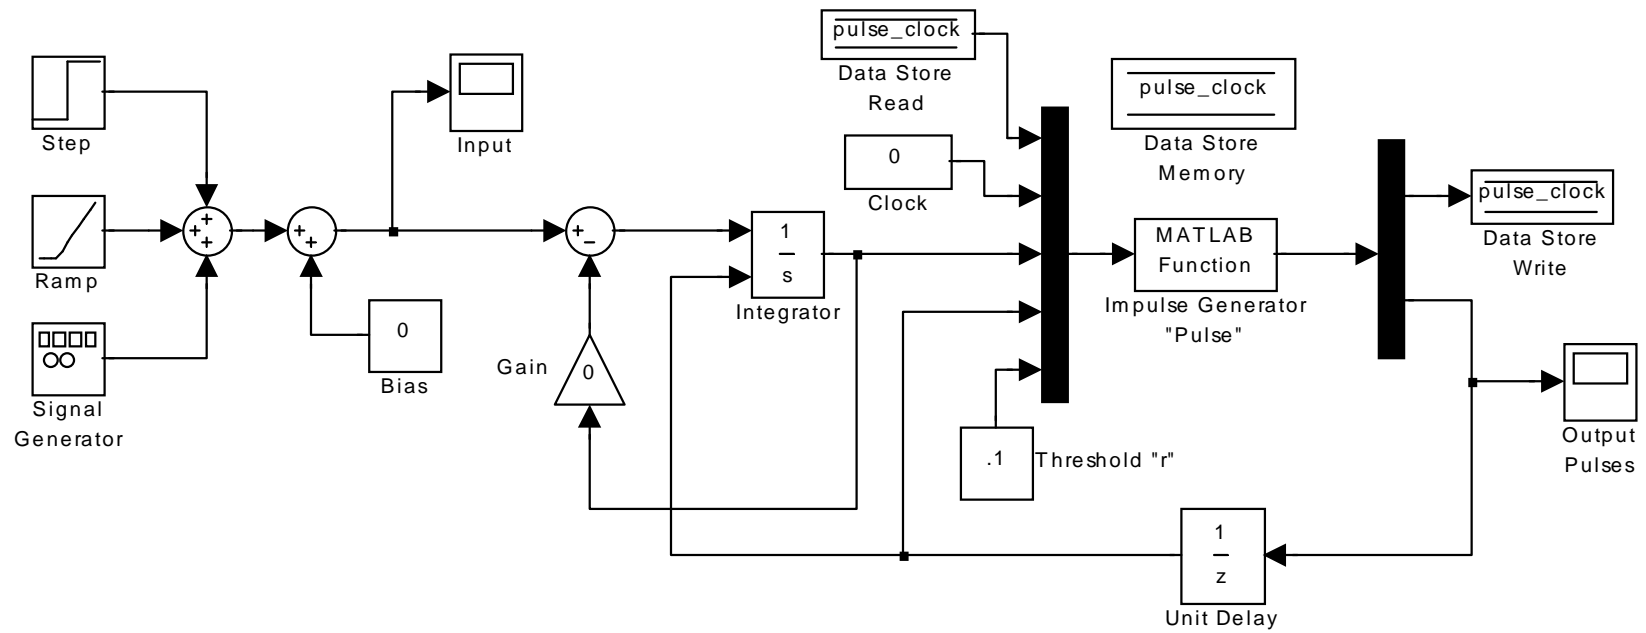 pulse_clock
Data Store
Read
pulse_clock
Data Store
Memory
Step
Input
0
Clock
pulse_clock
Data Store
Write
+
+
+
+
+
+
−
1
s
Integrator
MATLAB
Function
Impulse Generator
"Pulse"
Ramp
0
Bias
Gain
0
Signal
Generator
.1
Threshold "r"
Output
Pulses
1
z
Unit Delay